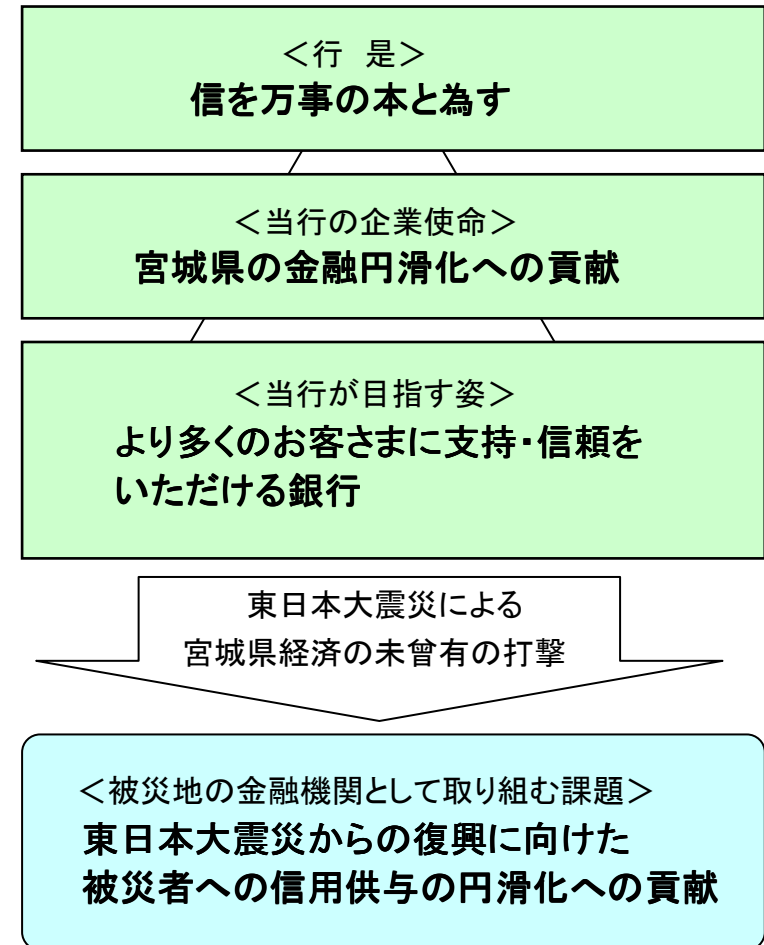 ＜行　是＞
信を万事の本と為す
＜当行の企業使命＞
宮城県の金融円滑化への貢献
＜当行が目指す姿＞
より多くのお客さまに支持・信頼を
いただける銀行
東日本大震災による
宮城県経済の未曾有の打撃
＜被災地の金融機関として取り組む課題＞
東日本大震災からの復興に向けた
被災者への信用供与の円滑化への貢献